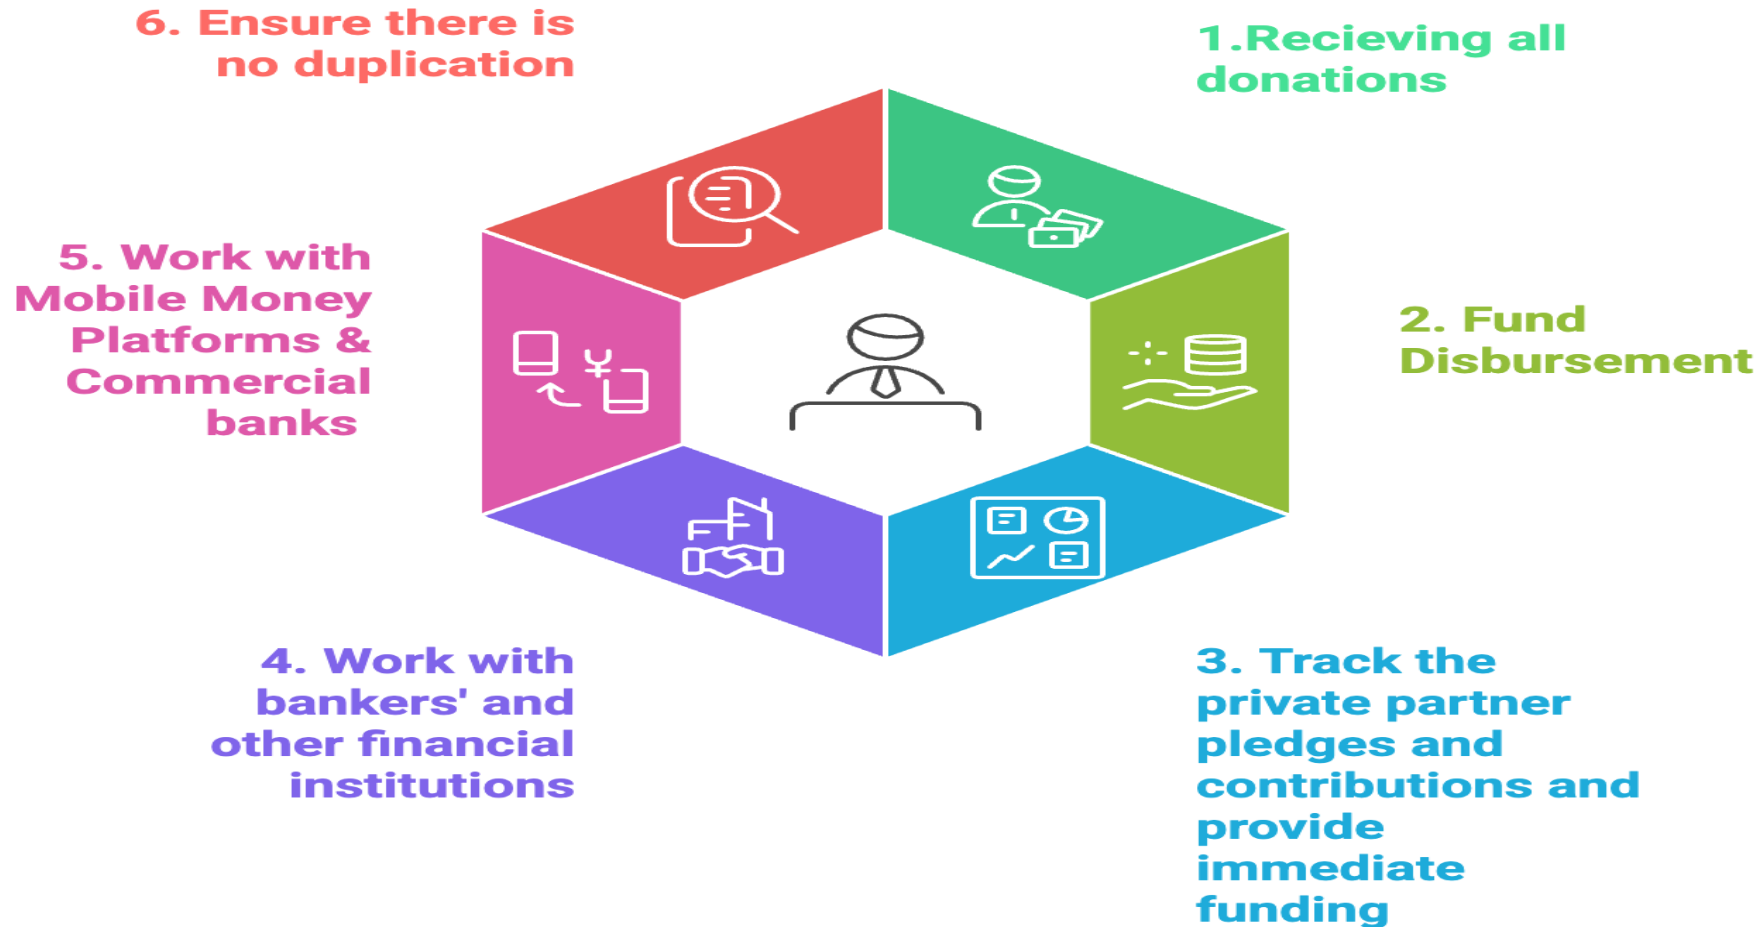 1.Recieving all
donations
2. Fund
Disbursement
3. Track the
private partner
pledges and
contributions and
provide
immediate
funding
4. Work with
bankers' and
other financial
institutions
5. Work with
Mobile Money
Platforms &
Commercial
banks
6. Ensure there is
no duplication